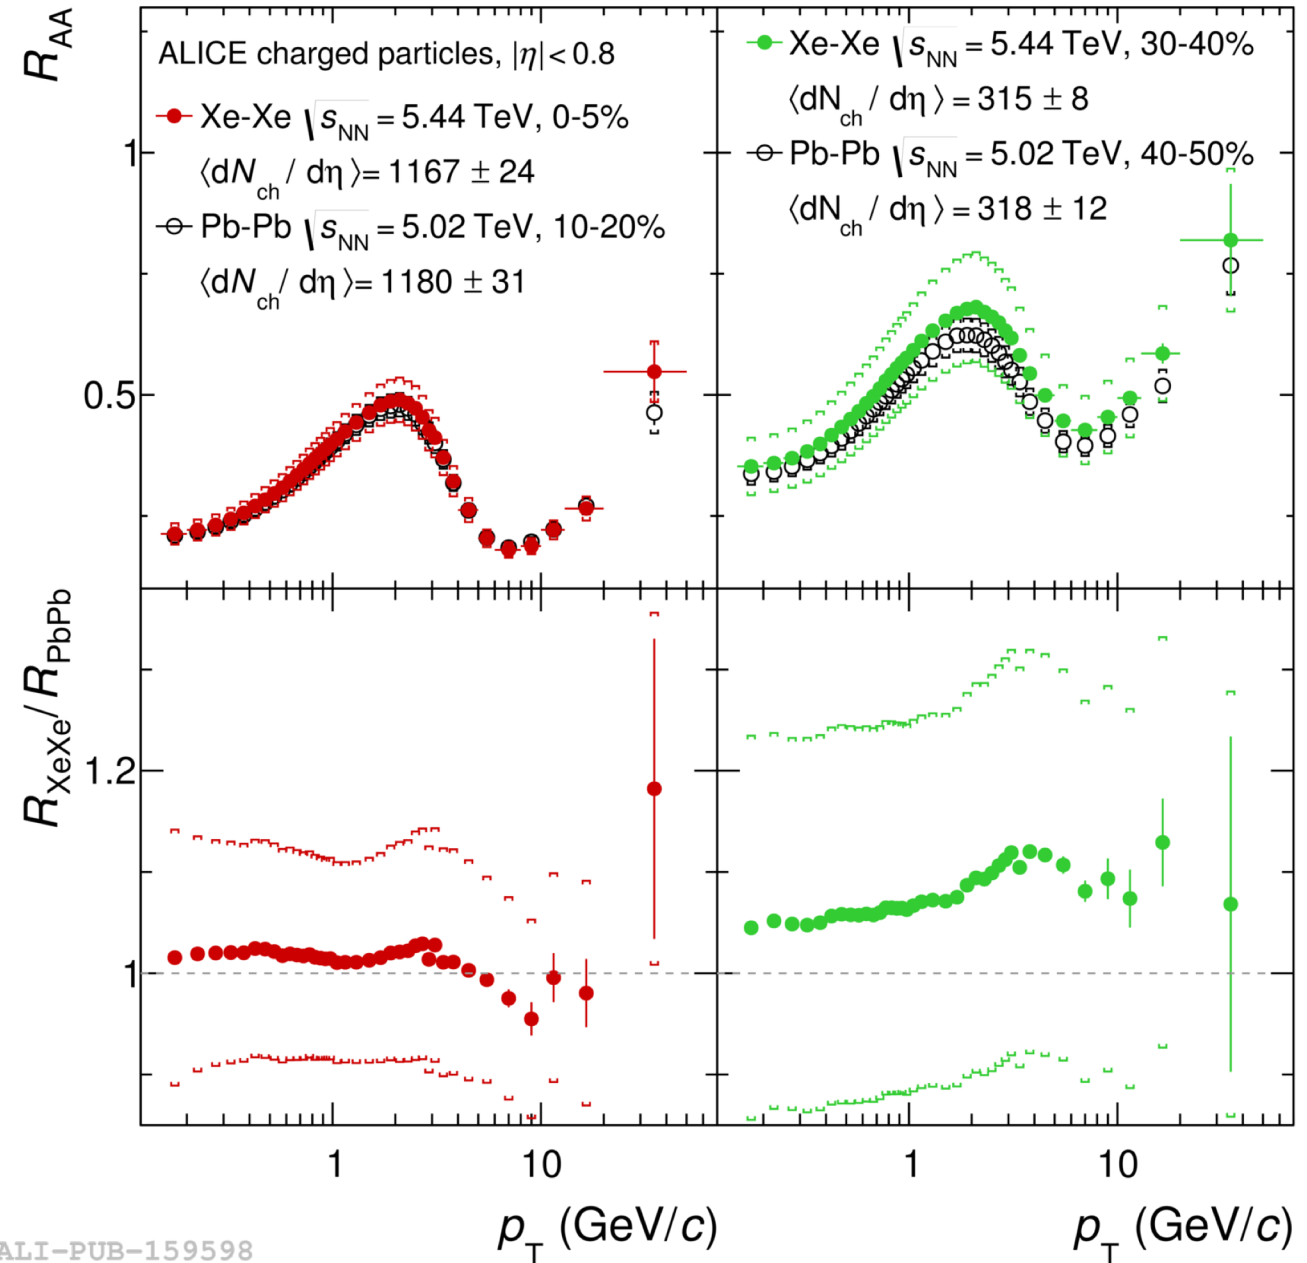 R_AA
ALICE charged particles, |η| < 0.8
Xe-Xe √s_NN = 5.44 TeV, 0-5%
⟨dN_ch / dη⟩ = 1167 ± 24
Pb-Pb √s_NN = 5.02 TeV, 10-20%
⟨dN_ch / dη⟩ = 1180 ± 31
Xe-Xe √s_NN = 5.44 TeV, 30-40%
⟨dN_ch / dη⟩ = 315 ± 8
Pb-Pb √s_NN = 5.02 TeV, 40-50%
⟨dN_ch / dη⟩ = 318 ± 12
1
0.5
R_XeXe / R_PbPb
1.2
1
1 10
1 10
p_T (GeV/c)
p_T (GeV/c)
ALI-PUB-159598